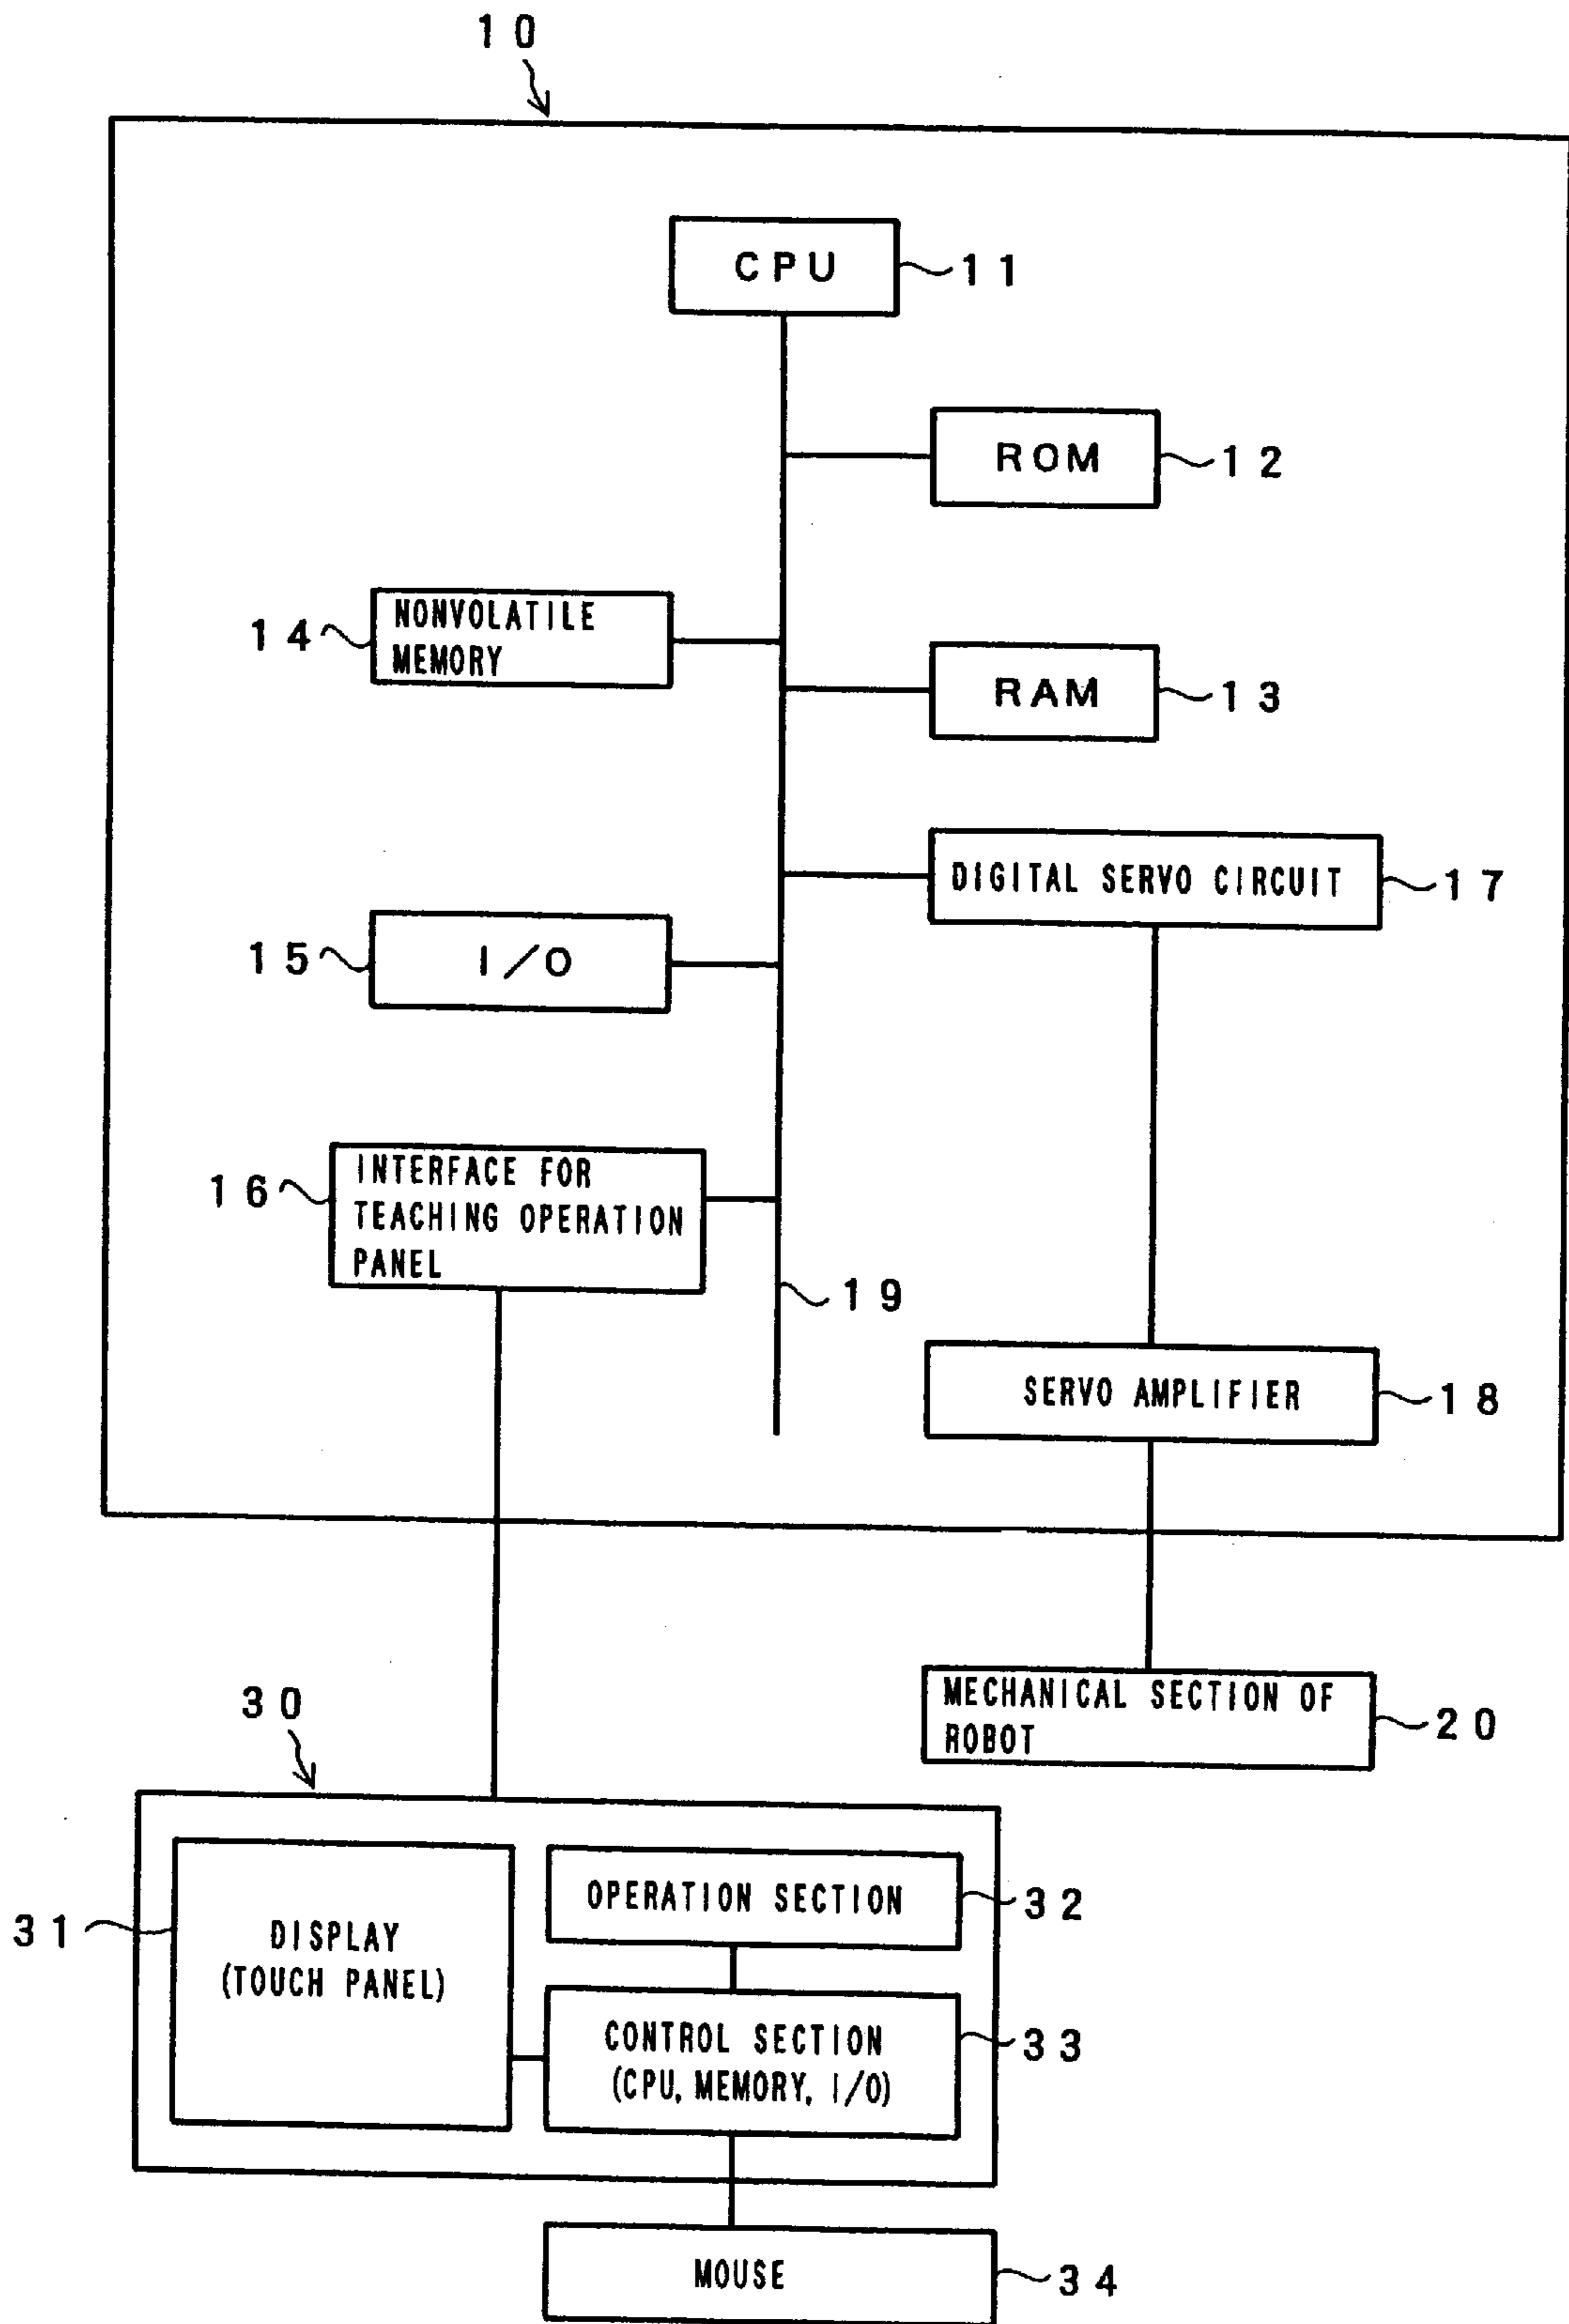 10
CPU
11
ROM
12
NONVOLATILE
MEMORY
14
RAM
13
DIGITAL SERVO CIRCUIT
17
I/O
15
INTERFACE FOR
TEACHING OPERATION
PANEL
16
19
SERVO AMPLIFIER
18
MECHANICAL SECTION OF
ROBOT
20
30
DISPLAY
(TOUCH PANEL)
31
OPERATION SECTION
32
CONTROL SECTION
(CPU, MEMORY, I/O)
33
MOUSE
34